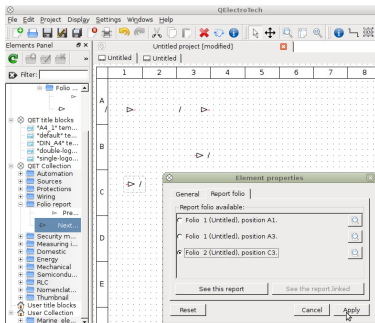 QElectroTech
File Edit Project Display Settings Windows Help
Elements Panel
Untitled project [modified]
Untitled Untitled
Filter:
1 2 3 4 5 6 7 8
Folio ...
A
B
C
D
E
QET title blocks
"A4_1" tem...
"default" te...
"DIN_A4" te...
"double-log...
"single-logo...
QET Collection
Automation
Sources
Protections
Wiring
Folio report
Pre...
Next...
Security m...
Measuring i...
Domestic
Energy
Mechanical
Semicondu...
RLC
Nomenclat...
Thumbnail
User title blocks
User Collection
Marine_ele...
/
/
/
/
Element properties
General Report folio
Report folio available:
Folio 1 (Untitled), position A1.
Folio 1 (Untitled), position A3.
Folio 2 (Untitled), position C3.
See this report See the report linked
Reset Cancel Apply